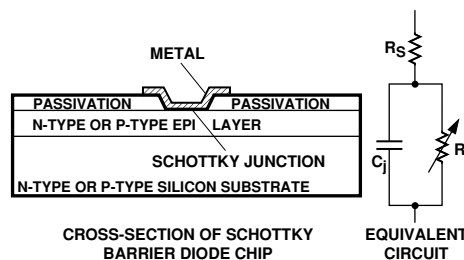 METAL
PASSIVATION PASSIVATION
N-TYPE OR P-TYPE EPI LAYER
SCHOTTKY JUNCTION
N-TYPE OR P-TYPE SILICON SUBSTRATE
CROSS-SECTION OF SCHOTTKY
BARRIER DIODE CHIP
RS
Cj
R
EQUIVALENT
CIRCUIT